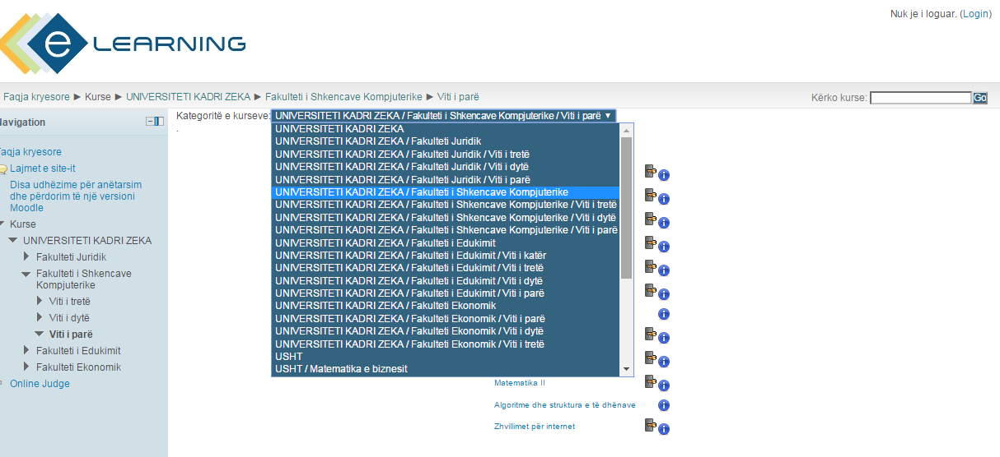 Nuk je i loguar. (Login)
e LEARNING
Faqja kryesore ► Kurse ► UNIVERSITETI KADRI ZEKA ► Fakulteti i Shkencave Kompjuterike ► Viti i parë
Kërko kurse: Go
Navigation
Faqja kryesore
Lajmet e site-it
Disa udhëzime për anëtarsim
dhe përdorim të një versioni
Moodle
Kurse
UNIVERSITETI KADRI ZEKA
Fakulteti Juridik
Fakulteti i Shkencave
Kompjuterike
Viti i tretë
Viti i dytë
Viti i parë
Fakulteti i Edukimit
Fakulteti Ekonomik
Online Judge
Kategoritë e kurseve: UNIVERSITETI KADRI ZEKA / Fakulteti i Shkencave Kompjuterike / Viti i parë
.
UNIVERSITETI KADRI ZEKA
UNIVERSITETI KADRI ZEKA / Fakulteti Juridik
UNIVERSITETI KADRI ZEKA / Fakulteti Juridik / Viti i tretë
UNIVERSITETI KADRI ZEKA / Fakulteti Juridik / Viti i dytë
UNIVERSITETI KADRI ZEKA / Fakulteti Juridik / Viti i parë
UNIVERSITETI KADRI ZEKA / Fakulteti i Shkencave Kompjuterike
UNIVERSITETI KADRI ZEKA / Fakulteti i Shkencave Kompjuterike / Viti i tretë
UNIVERSITETI KADRI ZEKA / Fakulteti i Shkencave Kompjuterike / Viti i dytë
UNIVERSITETI KADRI ZEKA / Fakulteti i Shkencave Kompjuterike / Viti i parë
UNIVERSITETI KADRI ZEKA / Fakulteti i Edukimit
UNIVERSITETI KADRI ZEKA / Fakulteti i Edukimit / Viti i katër
UNIVERSITETI KADRI ZEKA / Fakulteti i Edukimit / Viti i tretë
UNIVERSITETI KADRI ZEKA / Fakulteti i Edukimit / Viti i dytë
UNIVERSITETI KADRI ZEKA / Fakulteti i Edukimit / Viti i parë
UNIVERSITETI KADRI ZEKA / Fakulteti Ekonomik
UNIVERSITETI KADRI ZEKA / Fakulteti Ekonomik / Viti i parë
UNIVERSITETI KADRI ZEKA / Fakulteti Ekonomik / Viti i dytë
UNIVERSITETI KADRI ZEKA / Fakulteti Ekonomik / Viti i tretë
USHT
USHT / Matematika e biznesit
Matematika II
Algoritme dhe struktura e të dhënave
Zhvillimet për internet